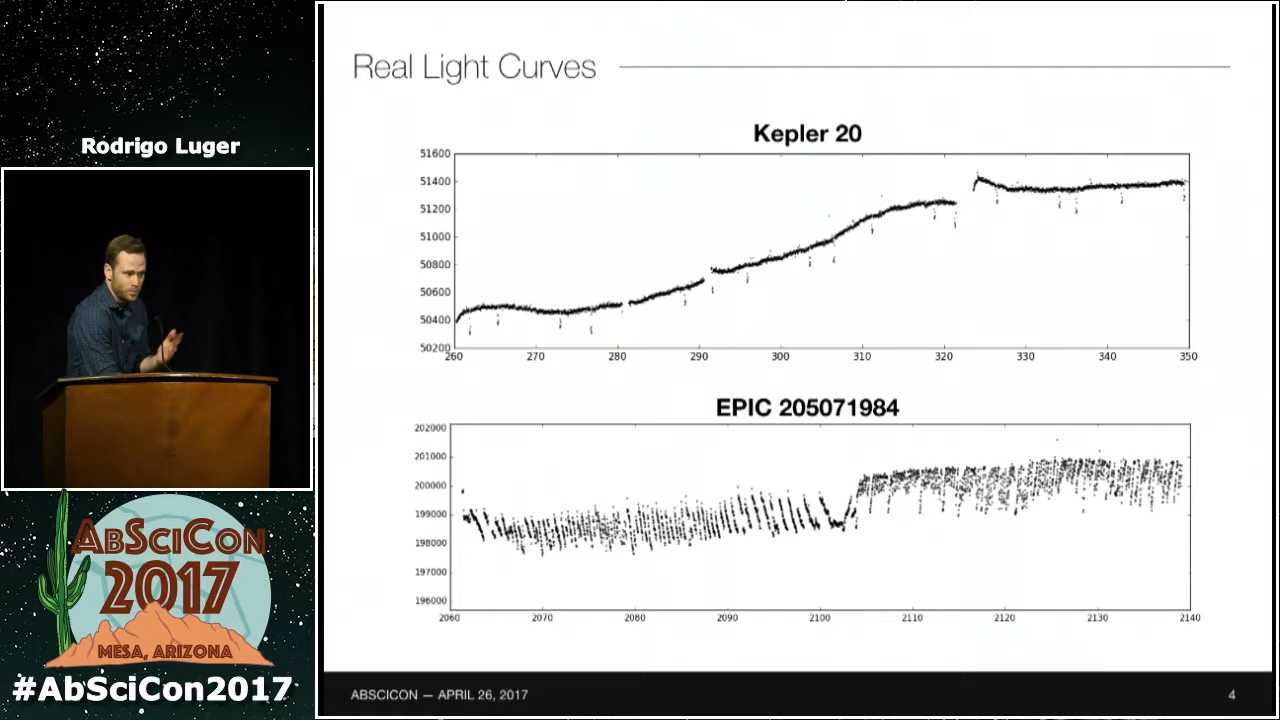 Rodrigo Luger
ABSCICON
2017
MESA, ARIZONA
#AbSciCon2017
Real Light Curves
Kepler 20
51600
51400
51200
51000
50800
50600
50400
50200
260 270 280 290 300 310 320 330 340 350
EPIC 205071984
202000
201000
200000
199000
198000
197000
196000
2060 2070 2080 2090 2100 2110 2120 2130 2140
ABSCICON — APRIL 26, 2017
4